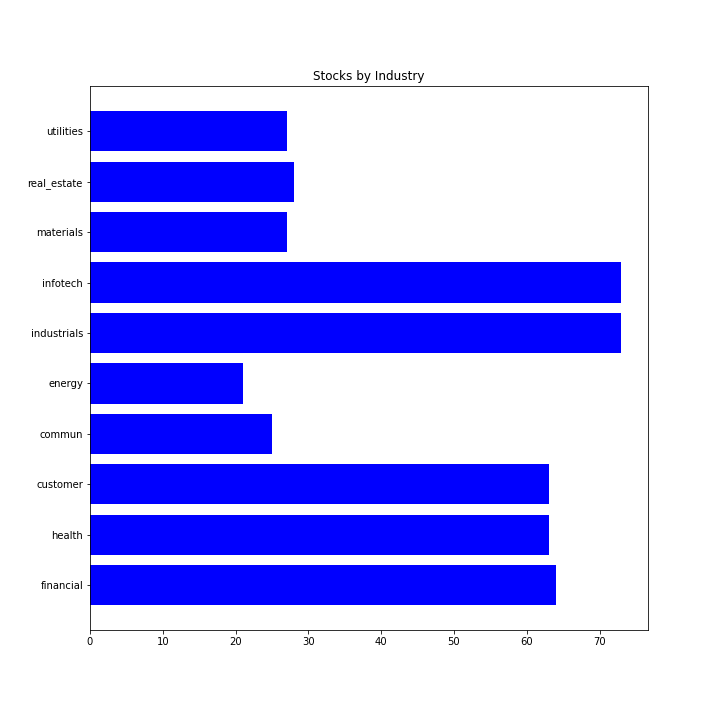 Stocks by Industry
utilities
real_estate
materials
infotech
industrials
energy
commun
customer
health
financial
0 10 20 30 40 50 60 70